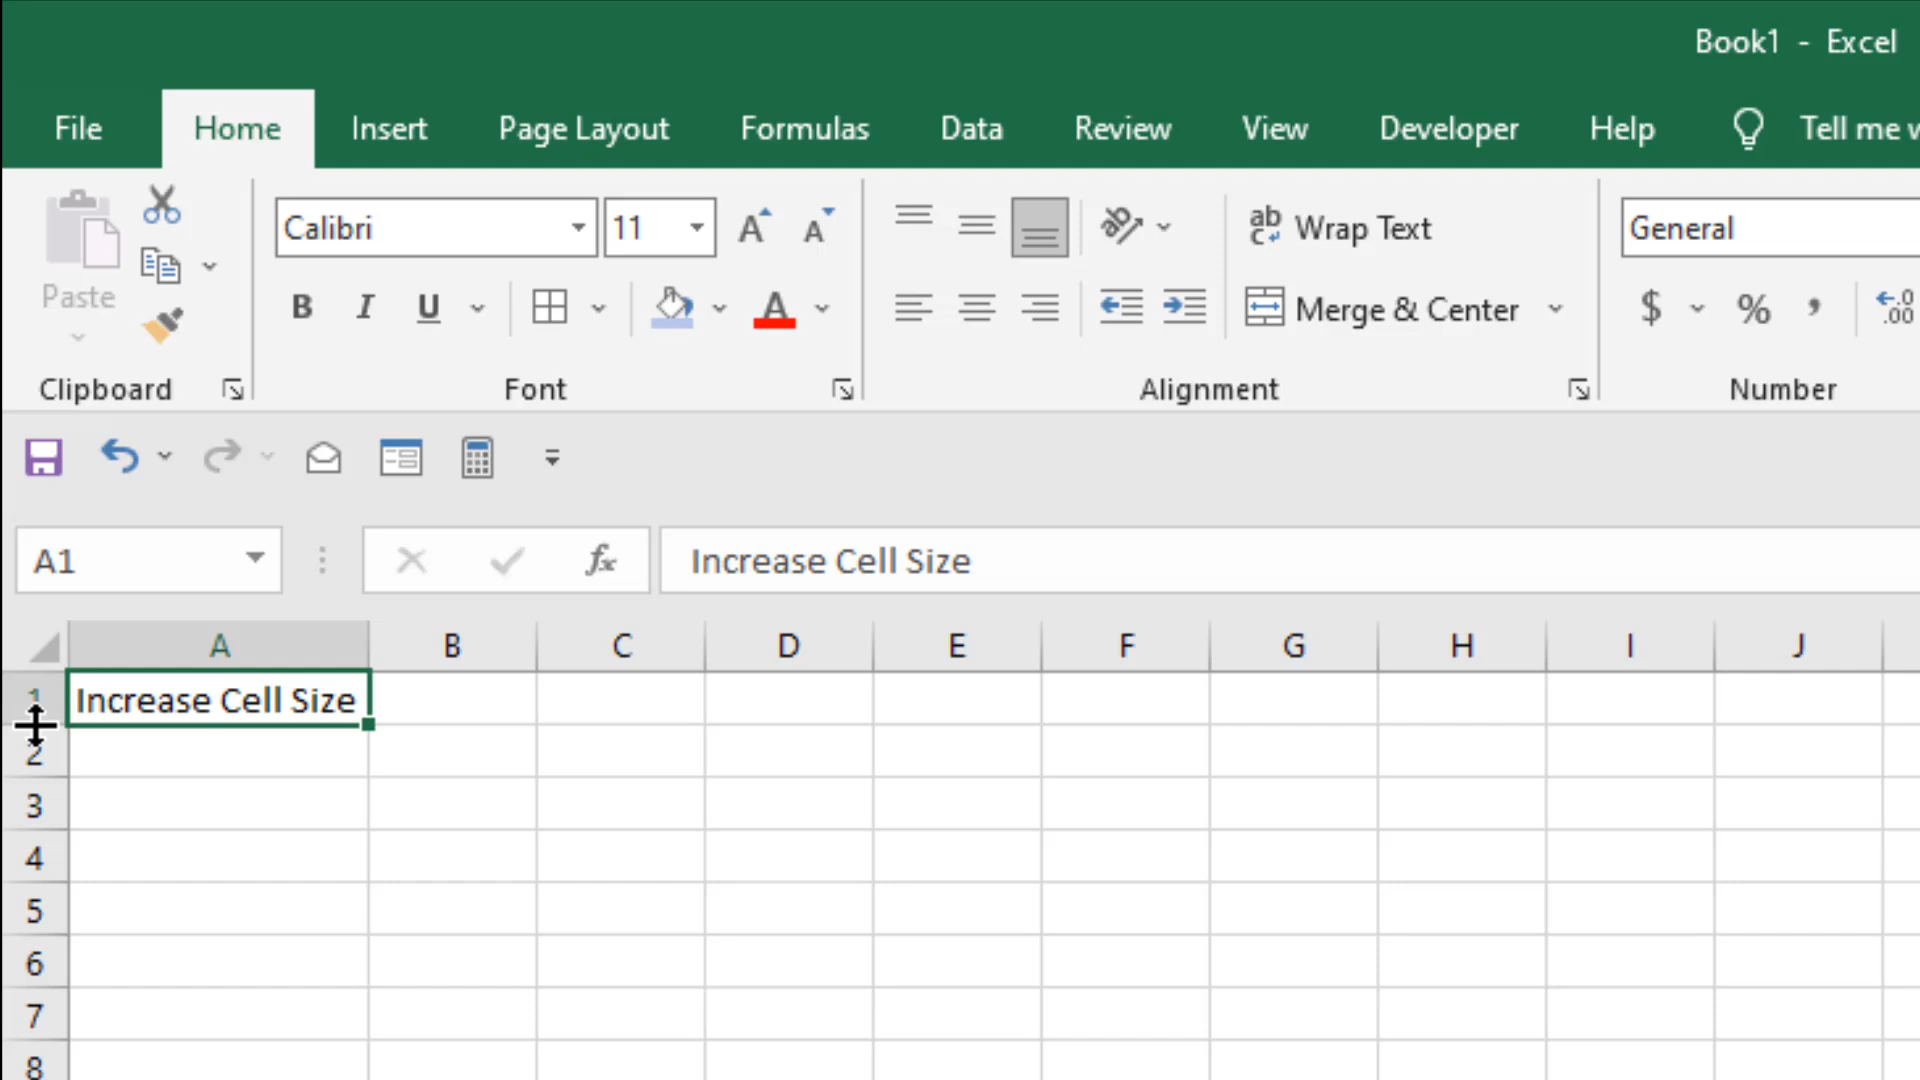 Book1 - Excel
File Home Insert Page Layout Formulas Data Review View Developer Help Tell me
Calibri 11 ab Wrap Text General
Paste B I U A Merge & Center $ % ,
Clipboard Font Alignment Number
A1 fx Increase Cell Size
A B C D E F G H I J
1 Increase Cell Size
2
3
4
5
6
7
8